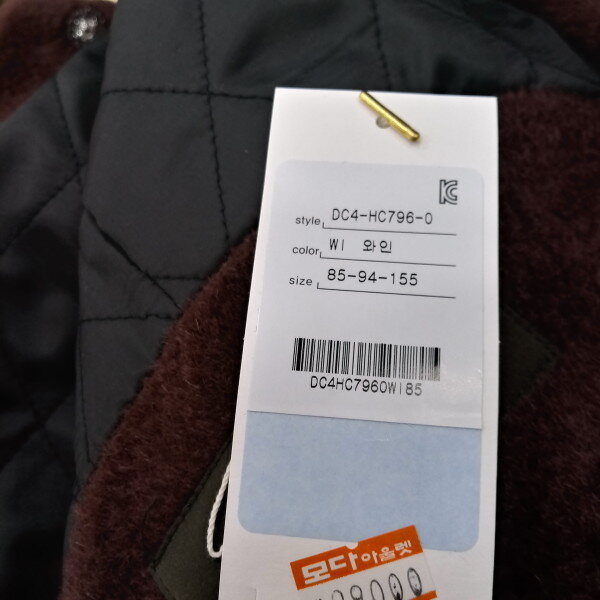 KC
style DC4-HC796-0
color WI 와인
size 85-94-155
DC4HC7960WI85
모다아울렛